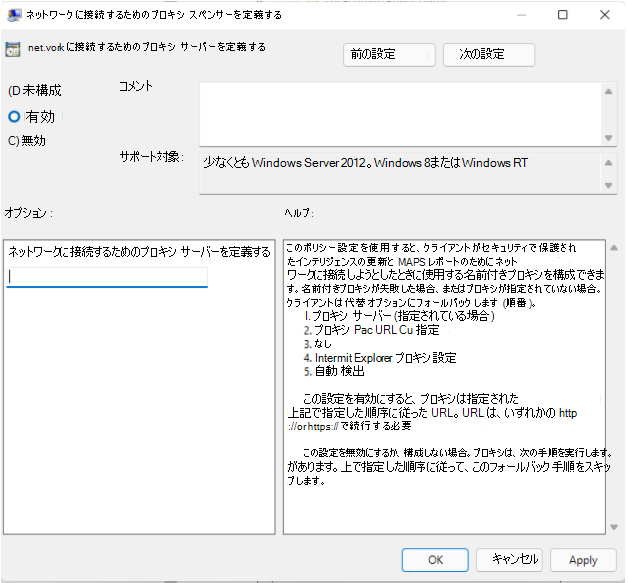 ネットワークに接続するためのプロキシ スペンサーを定義する
net.vorkに接続するためのプロキシ サーバーを定義する
前の設定
次の設定
(D 未構成
有効
C)無効
コメント
サポート対象:
少なくとも Windows Server 2012。Windows 8または Windows RT
オプション :
ヘルプ:
ネットワークに接続するためのプロキシ サーバーを定義する
このポリシー設定を使用すると、クライアントがセキュリティで保護され
たインテリジェンスの更新と MAPS レポートのためにネット
ワークに接続しようとしたときに使用する名前付きプロキシを構成できま
す。名前付きプロキシが失敗した場合、またはプロキシが指定されていない場合。
クライアントは代替オプションにフォールバックします (順番 )。
l. プロキシ サーバー (指定されている場合 )
2. プロキシ Pac URL Cu 指定
3. なし
4. Intermit Explorer プロキシ設定
5. 自動 検出
この設定を有効にすると、プロキシは指定された
上記で指定した順序に従った URL。URL は、いずれかの http
://orhttps:// で続行する必要
この設定を無効にするか、構成しない場合。プロキシは、次の手順を実行します。
があります。上で指定した順序に従って、このフォールバック手順をスキッ
プします。
OK
キャンセル
Apply